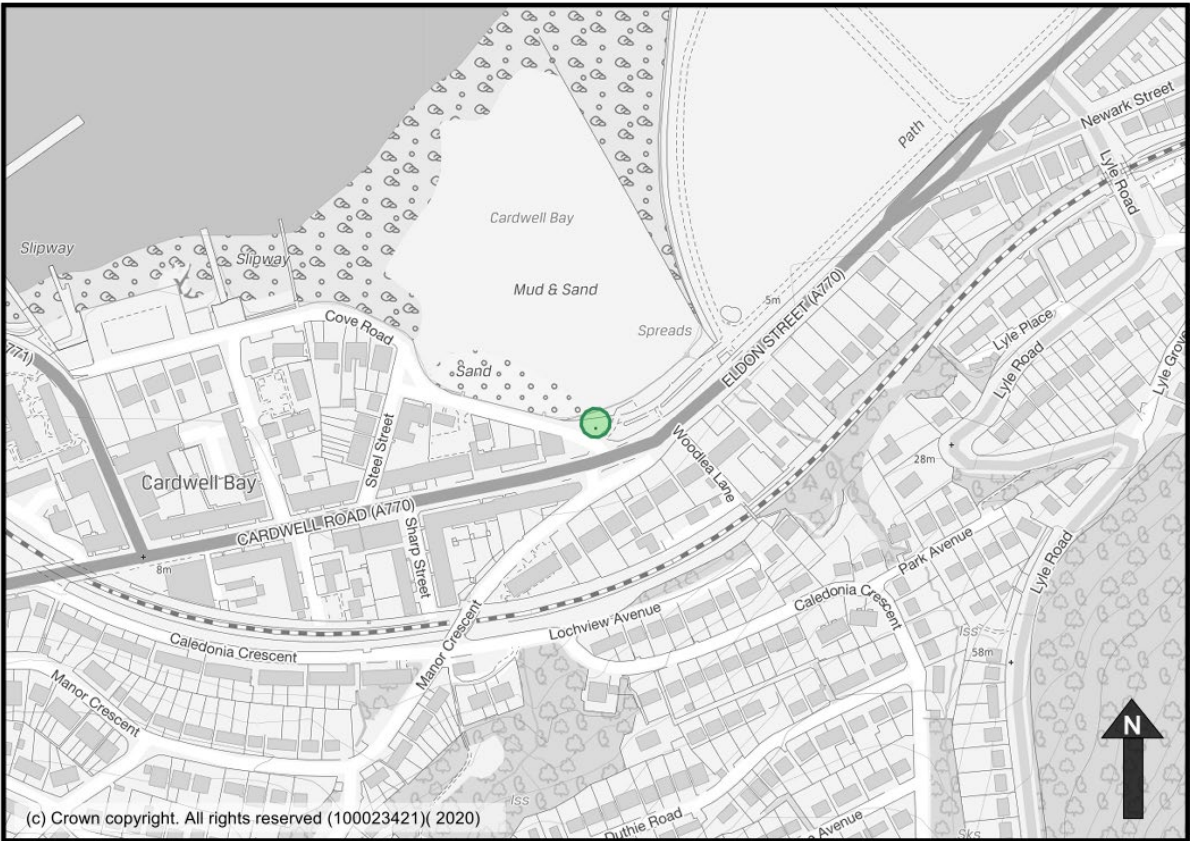 Newark Street
Path
Lyle Road
Cardwell Bay
Slipway
Slipway
Mud & Sand
5m
ELDON STREET (A770)
Cove Road
Spreads
Lyle Place
Lyle Road
Lyle Grove
771)
Sand
Steel Street
Woodlea Lane
28m
Cardwell Bay
CARDWELL ROAD (A770)
Sharp Street
Park Avenue
Lyle Road
8m
Caledonia Crescent
Lochview Avenue
Iss
Caledonia Crescent
Manor Crescent
58m
Manor Crescent
N
Iss
(c) Crown copyright. All rights reserved (100023421)( 2020)
Duthie Road
Avenue
Sks